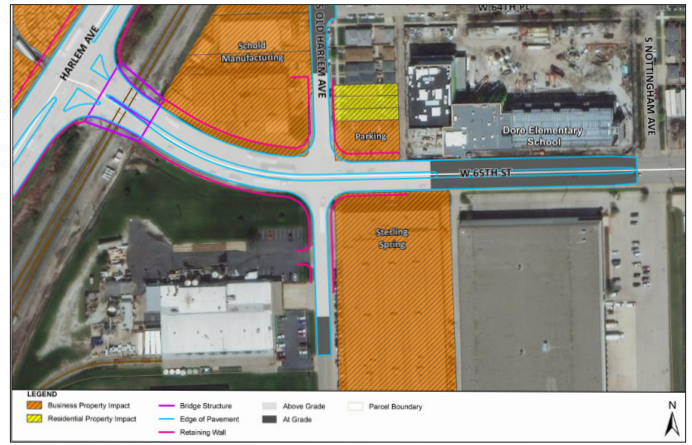 W 64TH PL
HARLEM AVE
S OLD HARLEM AVE
S NOTTINGHAM AVE
Schold
Manufacturing
Parking
Dore Elementary
School
W 65TH ST
Sterling
Spring
LEGEND
Business Property Impact
Bridge Structure
Above Grade
Parcel Boundary
Residential Property Impact
Edge of Pavement
At Grade
Retaining Wall
N